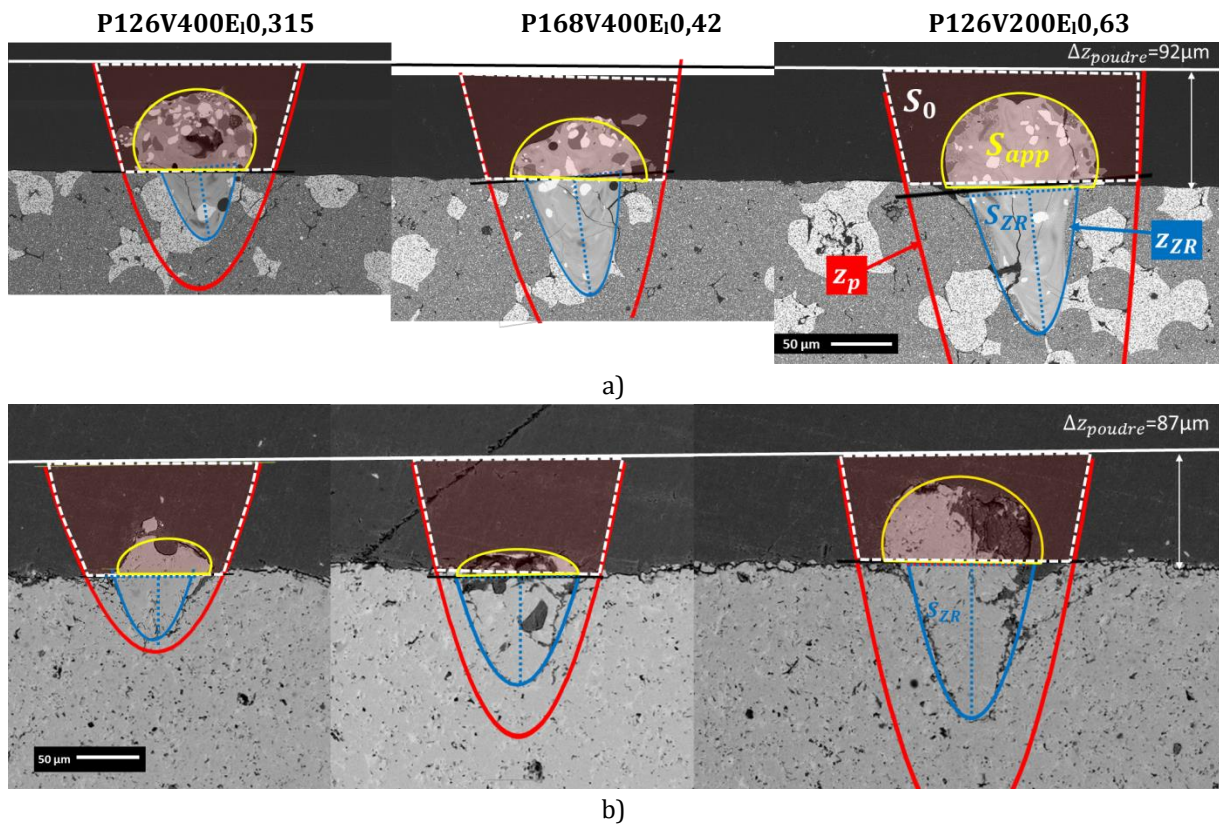 P126V400Eₗ0,315 P168V400Eₗ0,42 P126V200Eₗ0,63
Δz_poudre=92µm
S₀
S_app
S_ZR
z_ZR
z_p
50 µm
a)
Δz_poudre=87µm
S_ZR
50 µm
b)